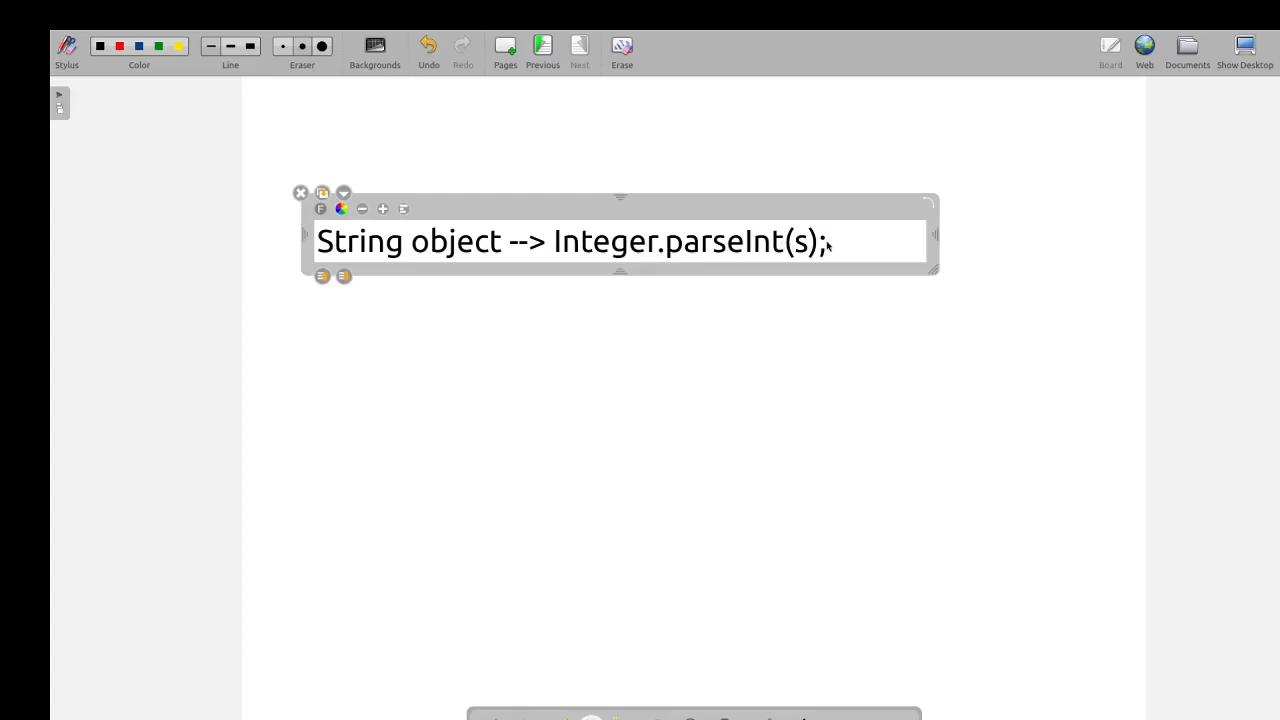 Stylus Color Line Eraser Backgrounds Undo Redo Pages Previous Next Erase Board Web Documents Show Desktop
F
String object --> Integer.parseInt(s);